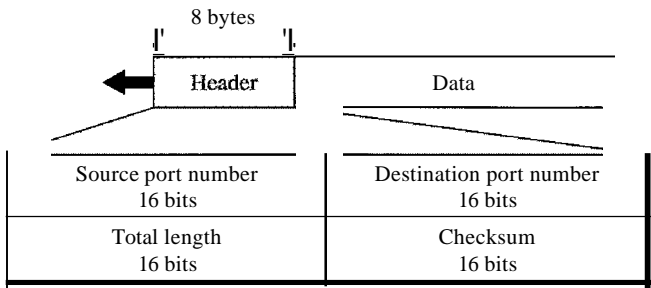 8 bytes
Header Data
Source port number Destination port number
16 bits 16 bits
Total length Checksum
16 bits 16 bits